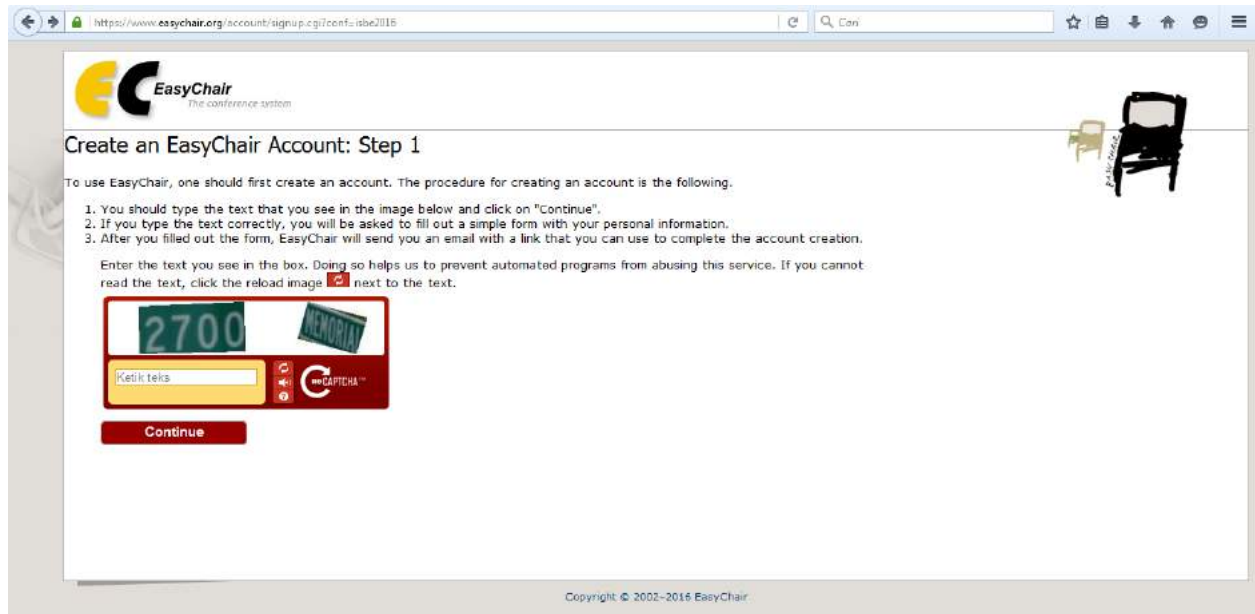 https://www.easychair.org/account/signup.cgi?conf=isbe2016
Cari
EC EasyChair
The conference system
easy chair
Create an EasyChair Account: Step 1
To use EasyChair, one should first create an account. The procedure for creating an account is the following.
1. You should type the text that you see in the image below and click on "Continue".
2. If you type the text correctly, you will be asked to fill out a simple form with your personal information.
3. After you filled out the form, EasyChair will send you an email with a link that you can use to complete the account creation.
Enter the text you see in the box. Doing so helps us to prevent automated programs from abusing this service. If you cannot
read the text, click the reload image next to the text.
2700 MEMORIAL
Ketik teks
reCAPTCHA™
Continue
Copyright © 2002–2016 EasyChair